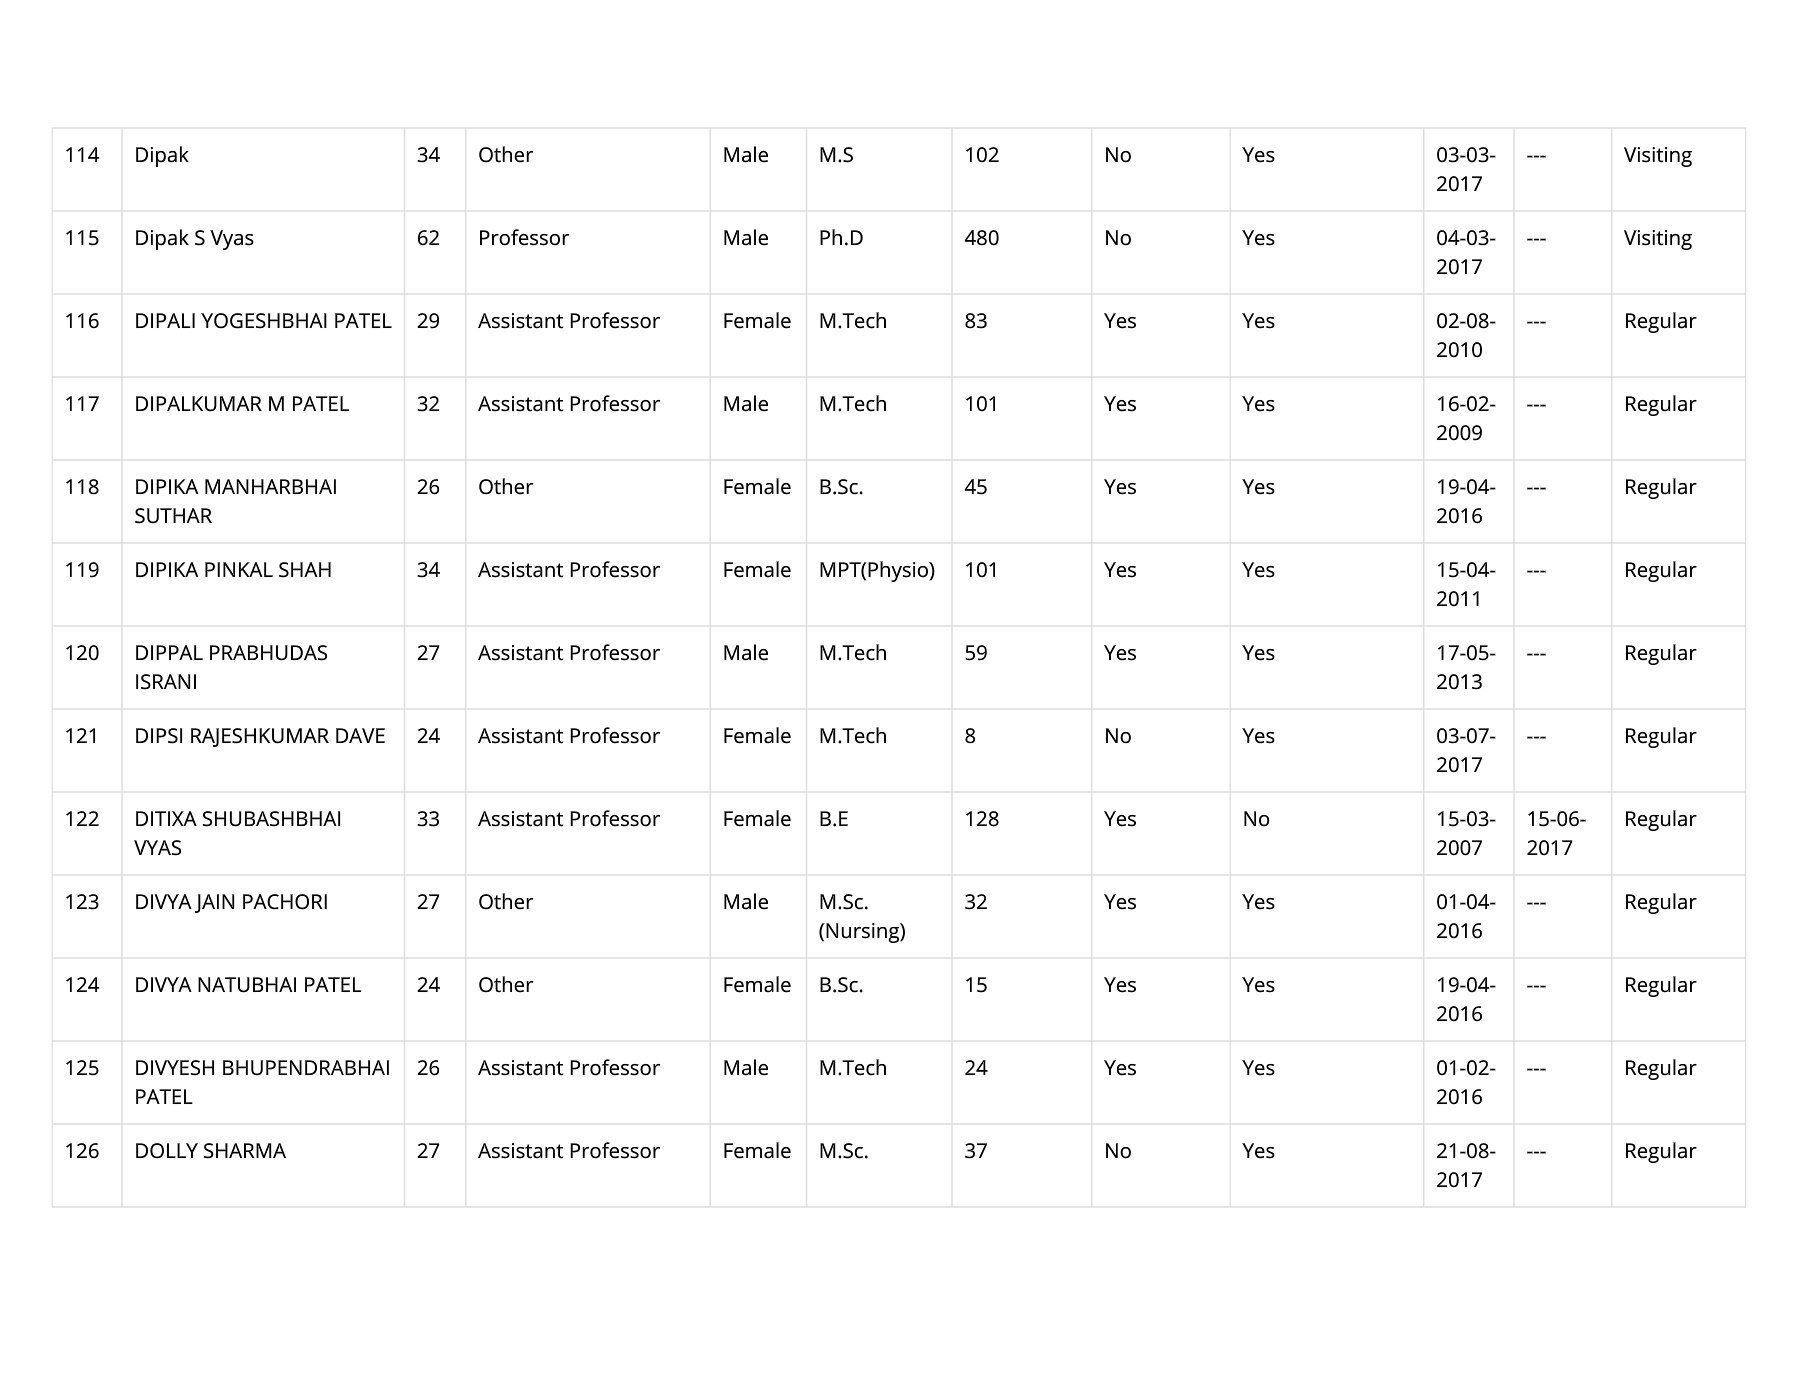 114 Dipak 34 Other Male M.S 102 No Yes 03-03- --- Visiting
2017
115 Dipak S Vyas 62 Professor Male Ph.D 480 No Yes 04-03- --- Visiting
2017
116 DIPALI YOGESHBHAI PATEL 29 Assistant Professor Female M.Tech 83 Yes Yes 02-08- --- Regular
2010
117 DIPALKUMAR M PATEL 32 Assistant Professor Male M.Tech 101 Yes Yes 16-02- --- Regular
2009
118 DIPIKA MANHARBHAI 26 Other Female B.Sc. 45 Yes Yes 19-04- --- Regular
SUTHAR 2016
119 DIPIKA PINKAL SHAH 34 Assistant Professor Female MPT(Physio) 101 Yes Yes 15-04- --- Regular
2011
120 DIPPAL PRABHUDAS 27 Assistant Professor Male M.Tech 59 Yes Yes 17-05- --- Regular
ISRANI 2013
121 DIPSI RAJESHKUMAR DAVE 24 Assistant Professor Female M.Tech 8 No Yes 03-07- --- Regular
2017
122 DITIXA SHUBASHBHAI 33 Assistant Professor Female B.E 128 Yes No 15-03- 15-06- Regular
VYAS 2007 2017
123 DIVYA JAIN PACHORI 27 Other Male M.Sc. 32 Yes Yes 01-04- --- Regular
(Nursing) 2016
124 DIVYA NATUBHAI PATEL 24 Other Female B.Sc. 15 Yes Yes 19-04- --- Regular
2016
125 DIVYESH BHUPENDRABHAI 26 Assistant Professor Male M.Tech 24 Yes Yes 01-02- --- Regular
PATEL 2016
126 DOLLY SHARMA 27 Assistant Professor Female M.Sc. 37 No Yes 21-08- --- Regular
2017